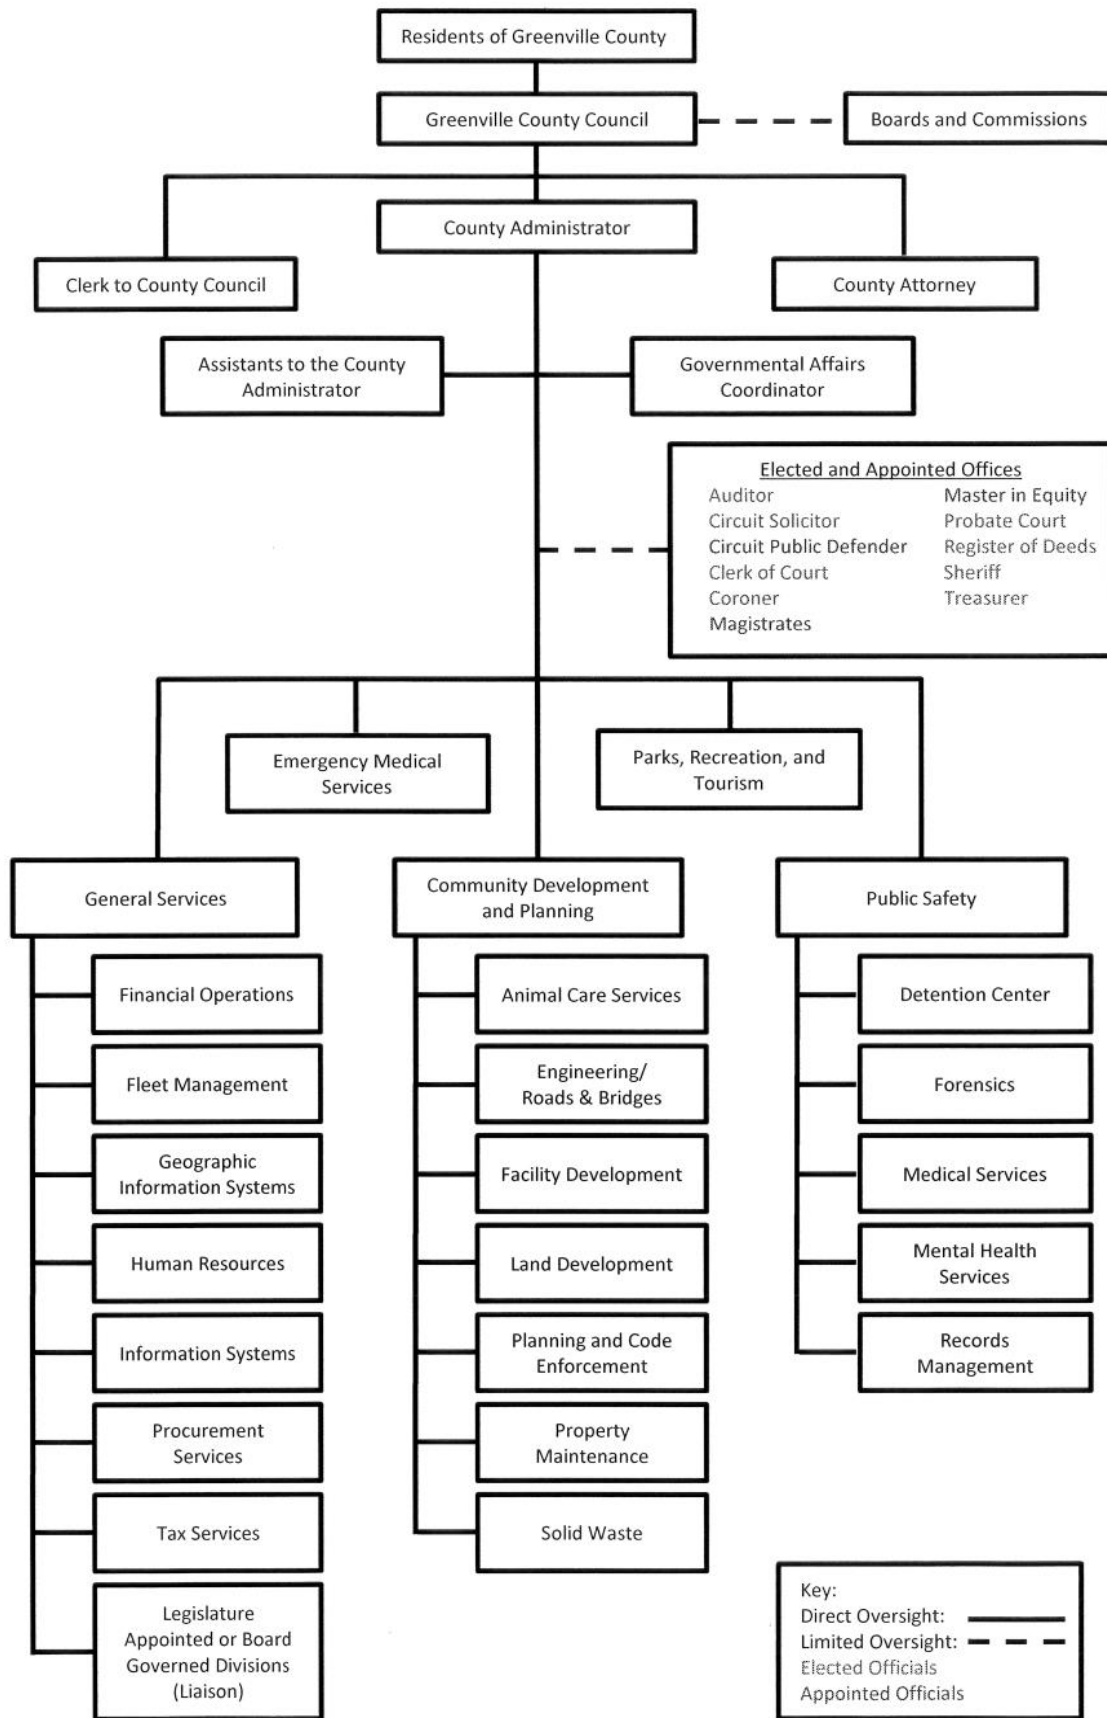 Residents of Greenville County
Greenville County Council
Boards and Commissions
County Administrator
Clerk to County Council
County Attorney
Assistants to the County
Administrator
Governmental Affairs
Coordinator
Elected and Appointed Offices
Auditor
Circuit Solicitor
Circuit Public Defender
Clerk of Court
Coroner
Magistrates
Master in Equity
Probate Court
Register of Deeds
Sheriff
Treasurer
Emergency Medical
Services
Parks, Recreation, and
Tourism
General Services
Financial Operations
Fleet Management
Geographic
Information Systems
Human Resources
Information Systems
Procurement
Services
Tax Services
Legislature
Appointed or Board
Governed Divisions
(Liaison)
Community Development
and Planning
Animal Care Services
Engineering/
Roads & Bridges
Facility Development
Land Development
Planning and Code
Enforcement
Property
Maintenance
Solid Waste
Public Safety
Detention Center
Forensics
Medical Services
Mental Health
Services
Records
Management
Key:
Direct Oversight:
Limited Oversight:
Elected Officials
Appointed Officials